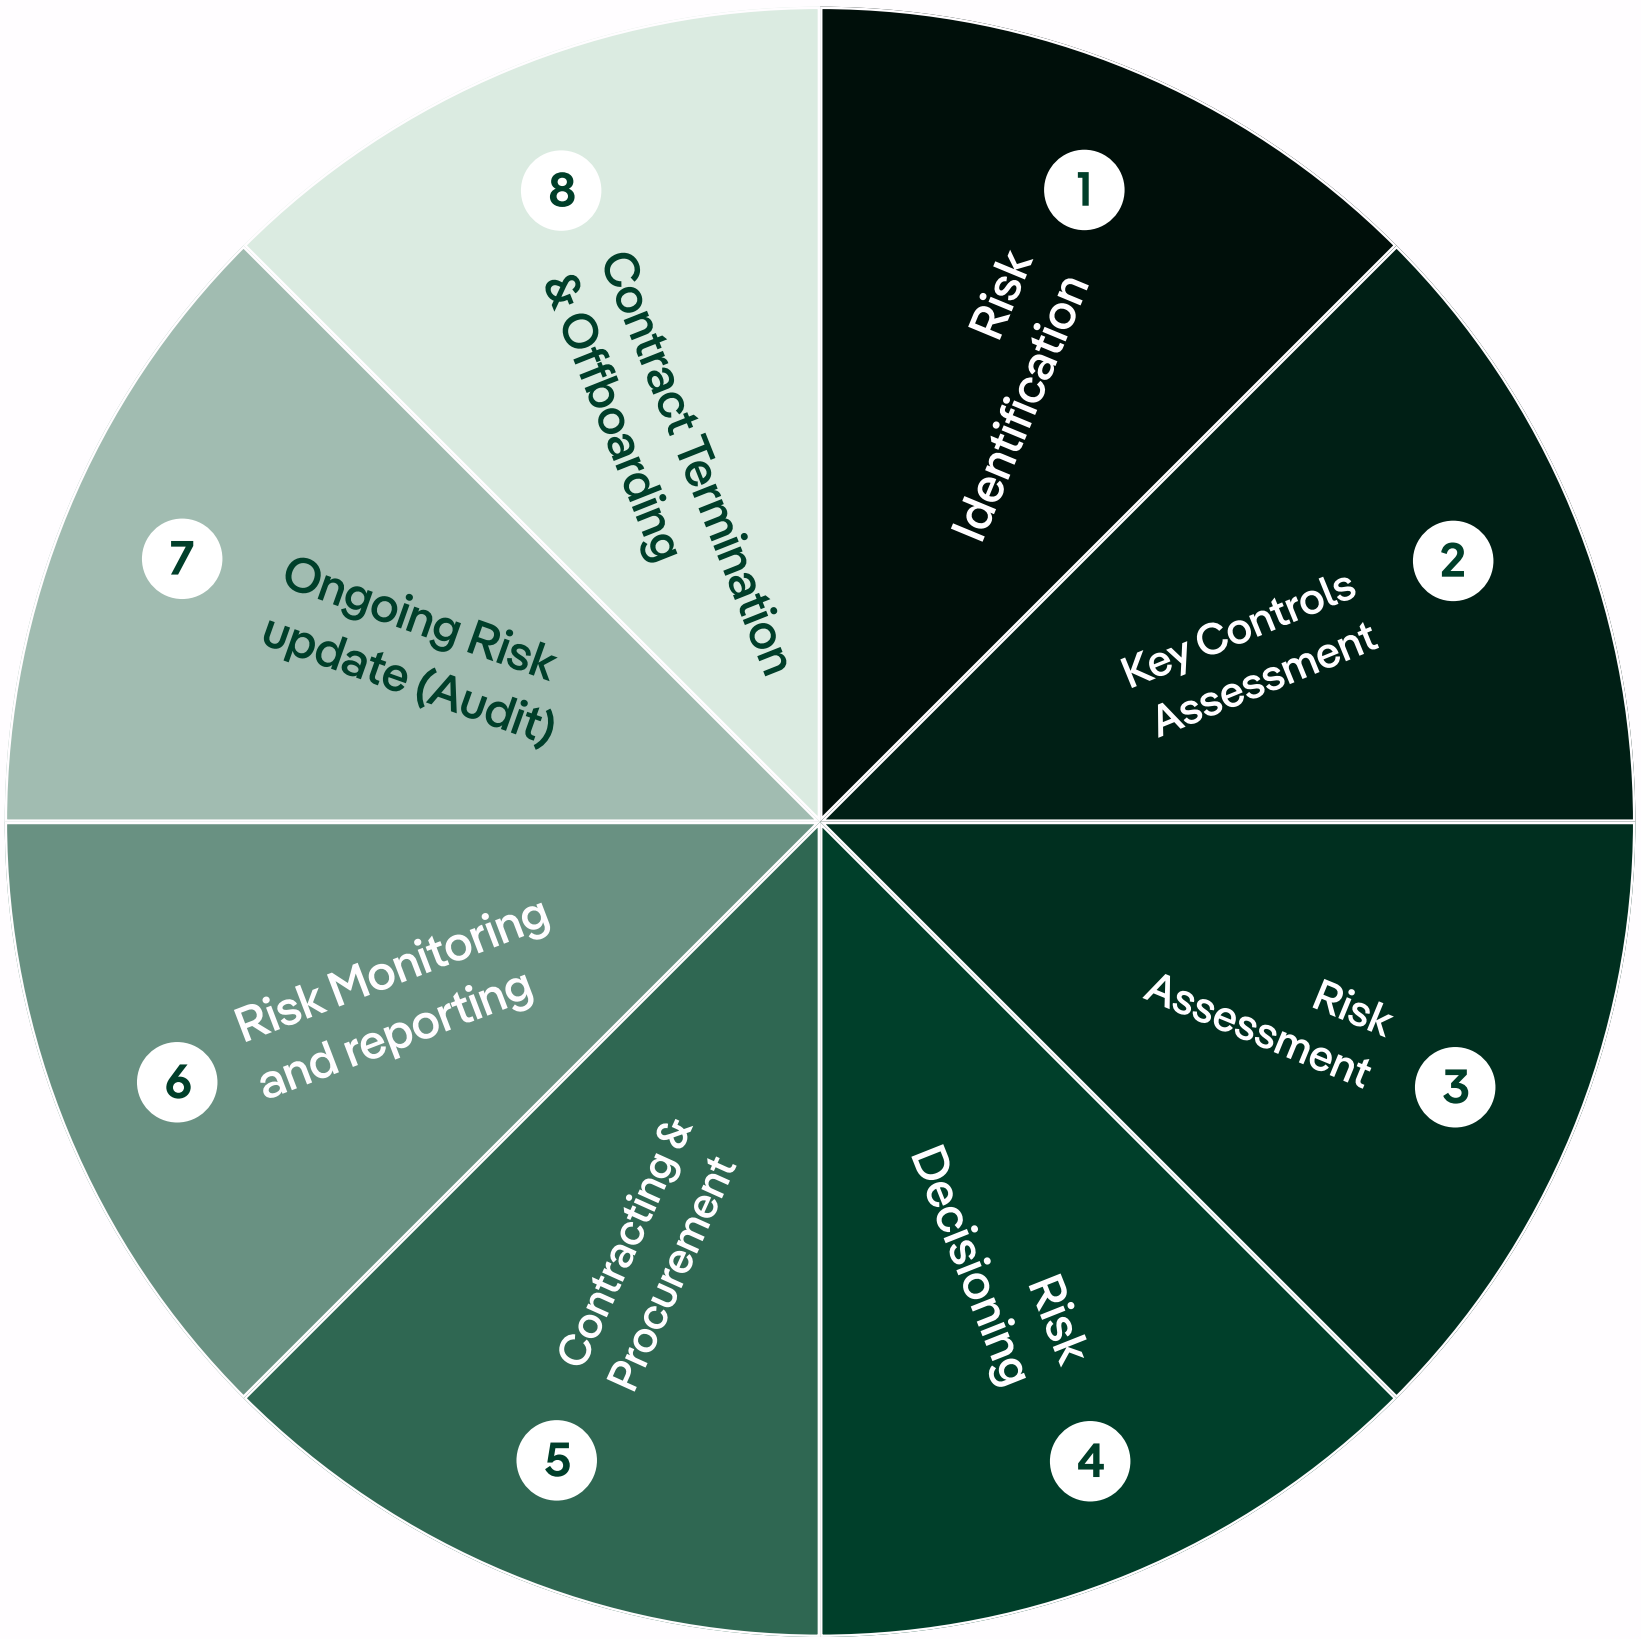 1
Risk
Identification
2
Key Controls
Assessment
3
Risk
Assessment
4
Risk
Decisioning
5
Contracting &
Procurement
6
Risk Monitoring
and reporting
7
Ongoing Risk
update (Audit)
8
Contract Termination
& Offboarding